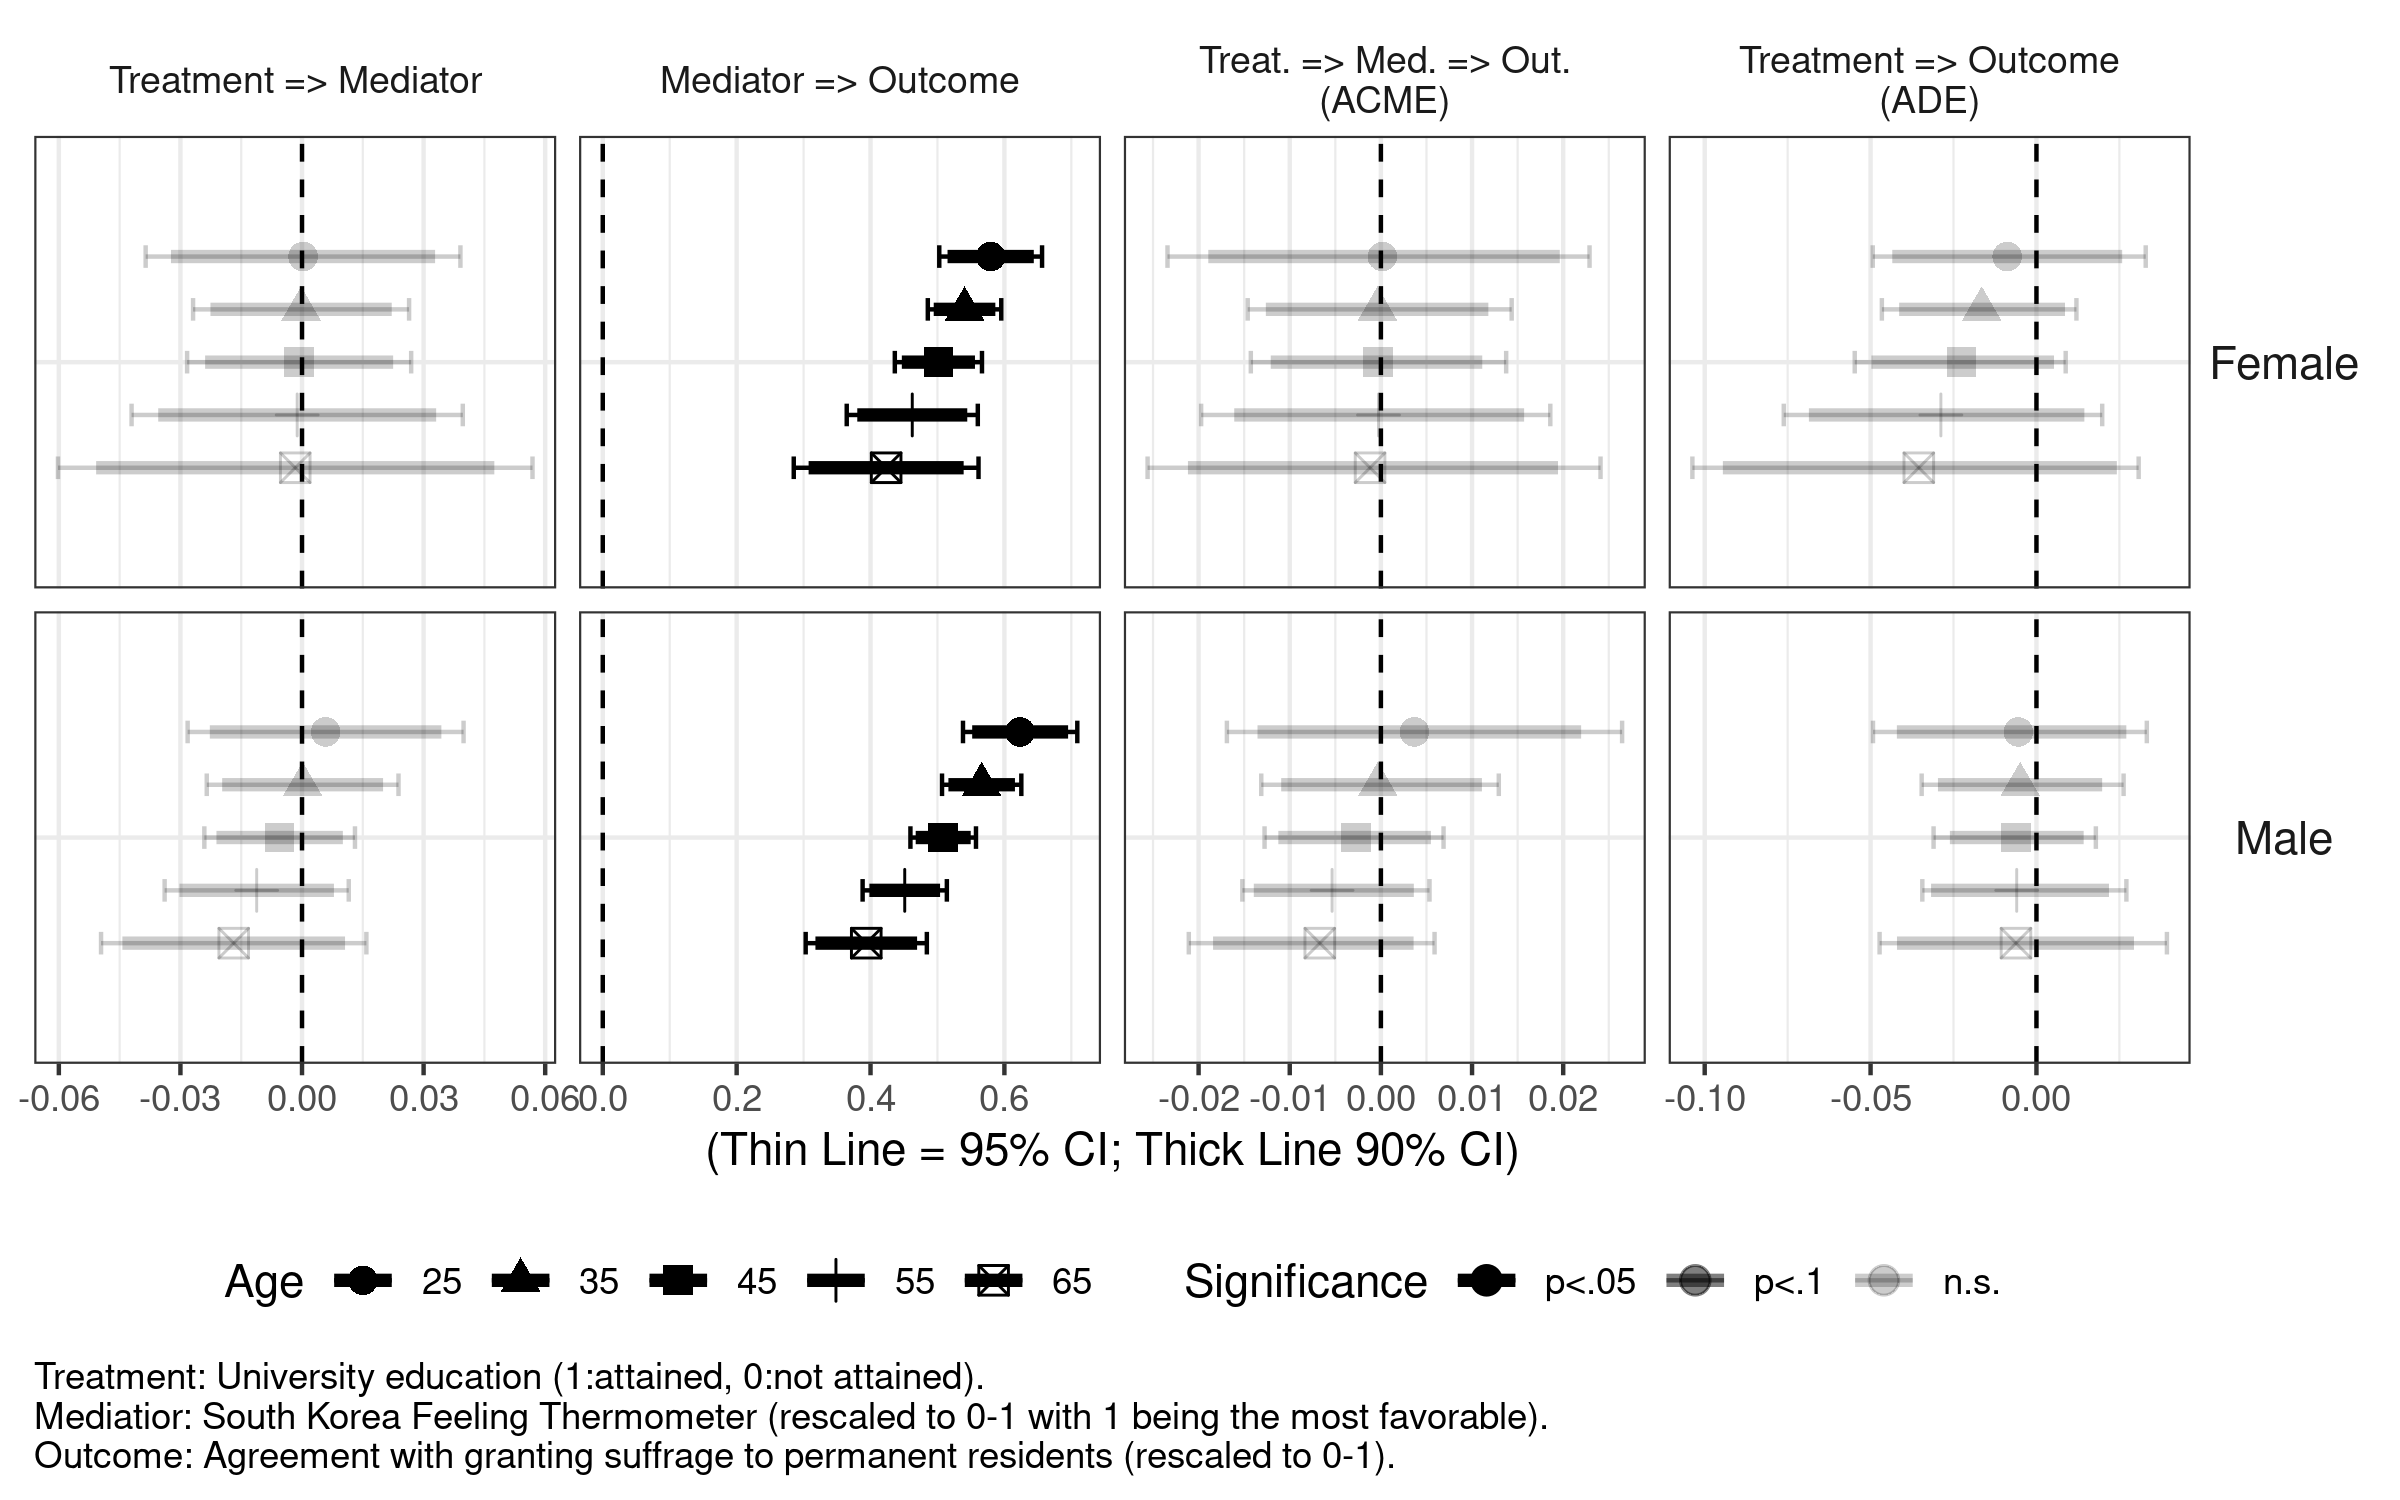 Treatment => Mediator
Mediator => Outcome
Treat. => Med. => Out.
(ACME)
Treatment => Outcome
(ADE)
Female
Male
-0.06 -0.03 0.00 0.03 0.06
0.0 0.2 0.4 0.6
-0.02 -0.01 0.00 0.01 0.02
-0.10 -0.05 0.00
(Thin Line = 95% CI; Thick Line 90% CI)
Age 25 35 45 55 65
Significance p<.05 p<.1 n.s.
Treatment: University education (1:attained, 0:not attained).
Mediatior: South Korea Feeling Thermometer (rescaled to 0-1 with 1 being the most favorable).
Outcome: Agreement with granting suffrage to permanent residents (rescaled to 0-1).